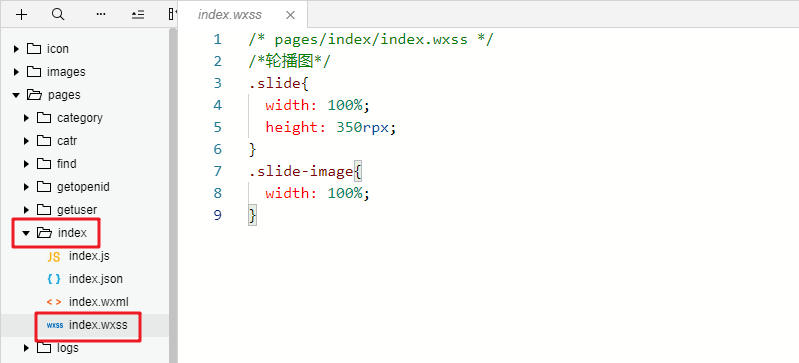 index.wxss
icon
images
pages
category
catr
find
getopenid
getuser
index
JS index.js
{ } index.json
< > index.wxml
wxss index.wxss
logs
1 /* pages/index/index.wxss */
2 /*轮播图*/
3 .slide{
4 width: 100%;
5 height: 350rpx;
6 }
7 .slide-image{
8 width: 100%;
9 }